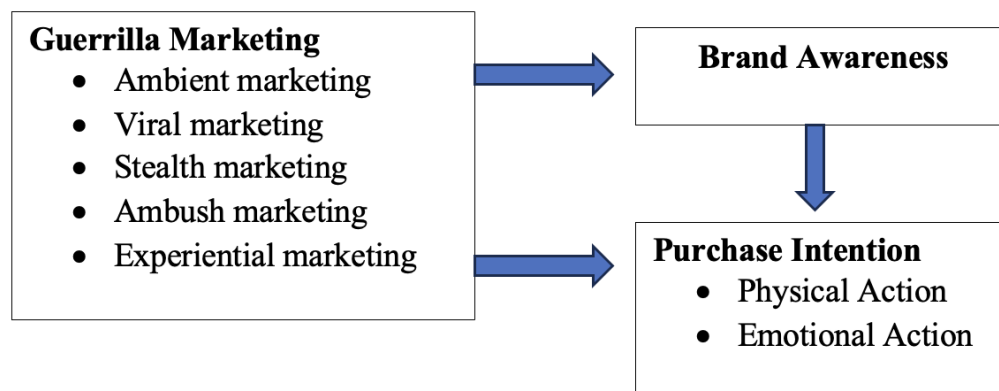 Guerrilla Marketing
• Ambient marketing
• Viral marketing
• Stealth marketing
• Ambush marketing
• Experiential marketing
Brand Awareness
Purchase Intention
• Physical Action
• Emotional Action